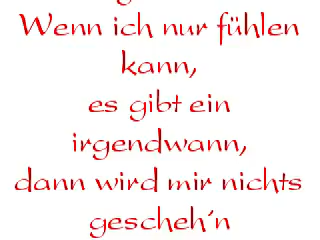 Wenn ich nur fühlen
kann,
es gibt ein
irgendwann,
dann wird mir nichts
gescheh'n